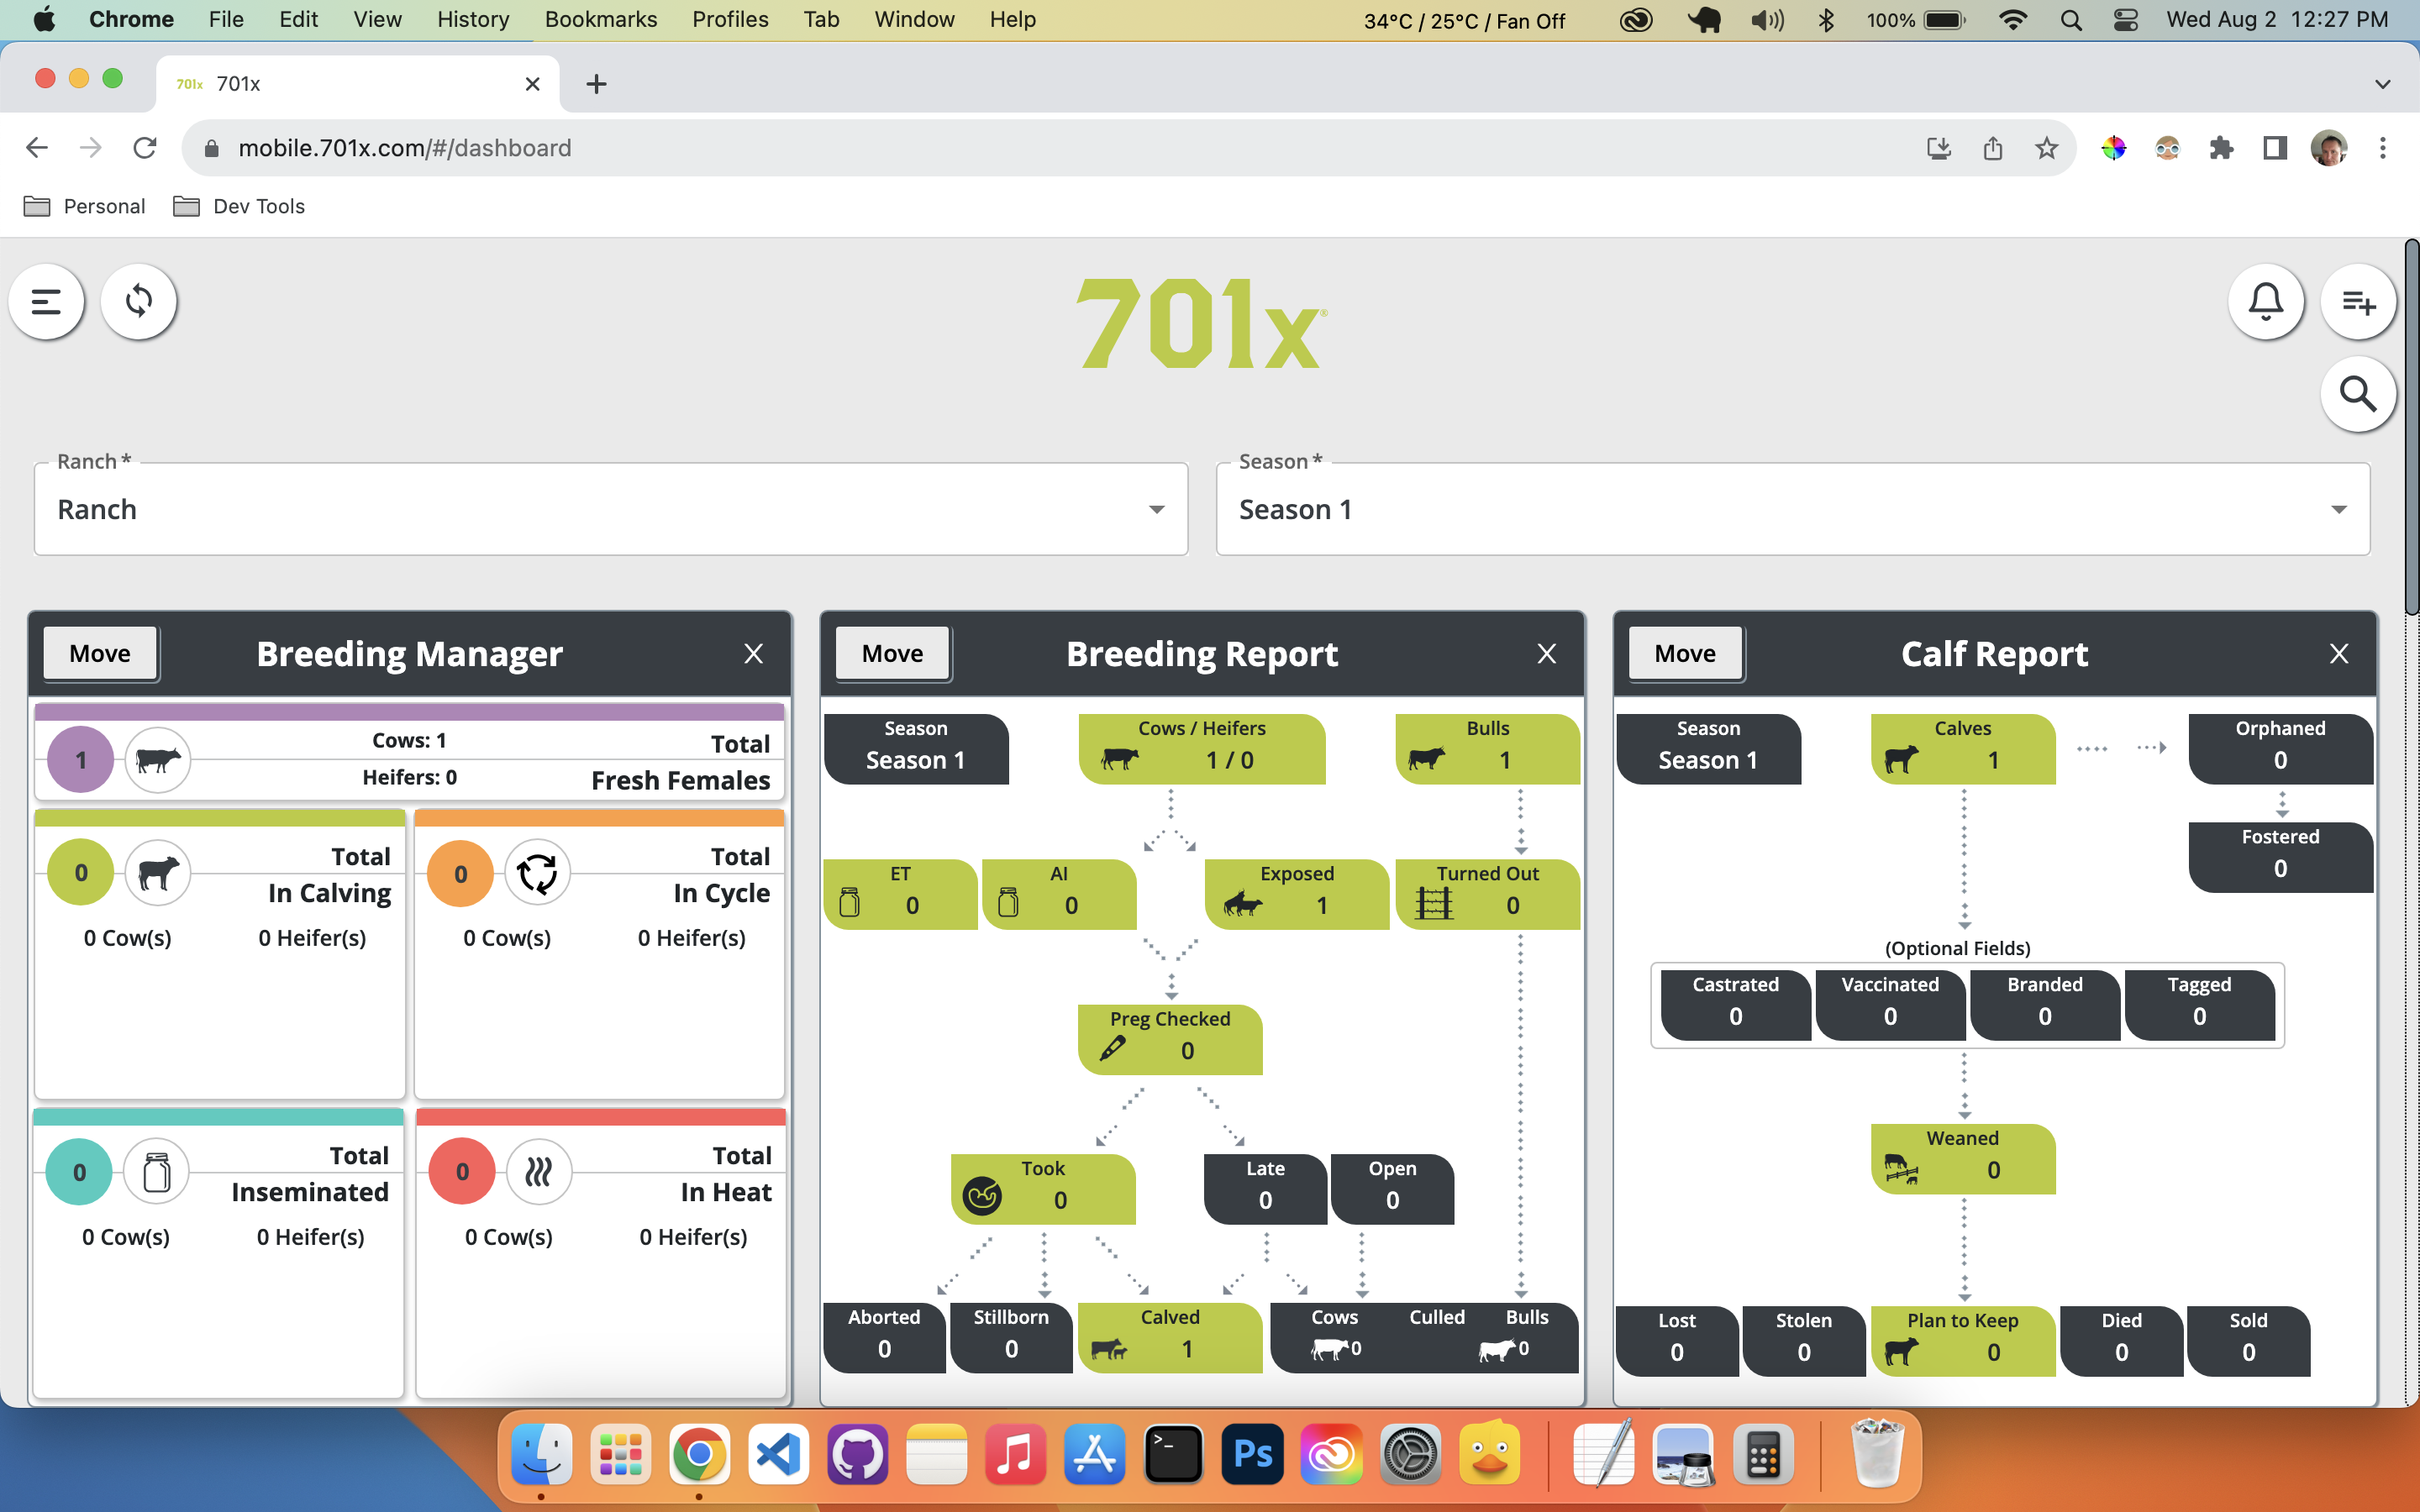 Chrome File Edit View History Bookmarks Profiles Tab Window Help 34°C / 25°C / Fan Off 100% Wed Aug 2 12:27 PM
701x 701x
mobile.701x.com/#/dashboard
Personal Dev Tools
701x®
Ranch *
Ranch
Season *
Season 1
Move Breeding Manager X
1 Cows: 1 Total
Heifers: 0 Fresh Females
0 Total
In Calving
0 Cow(s) 0 Heifer(s)
0 Total
In Cycle
0 Cow(s) 0 Heifer(s)
0 Total
Inseminated
0 Cow(s) 0 Heifer(s)
0 Total
In Heat
0 Cow(s) 0 Heifer(s)
Move Breeding Report X
Season Cows / Heifers Bulls
Season 1 1 / 0 1
ET AI Exposed Turned Out
0 0 1 0
Preg Checked
0
Took Late Open
0 0 0
Aborted Stillborn Calved Cows Culled Bulls
0 0 1 0 0
Move Calf Report X
Season Calves Orphaned
Season 1 1 0
Fostered
0
(Optional Fields)
Castrated Vaccinated Branded Tagged
0 0 0 0
Weaned
0
Lost Stolen Plan to Keep Died Sold
0 0 0 0 0
>_ Ps